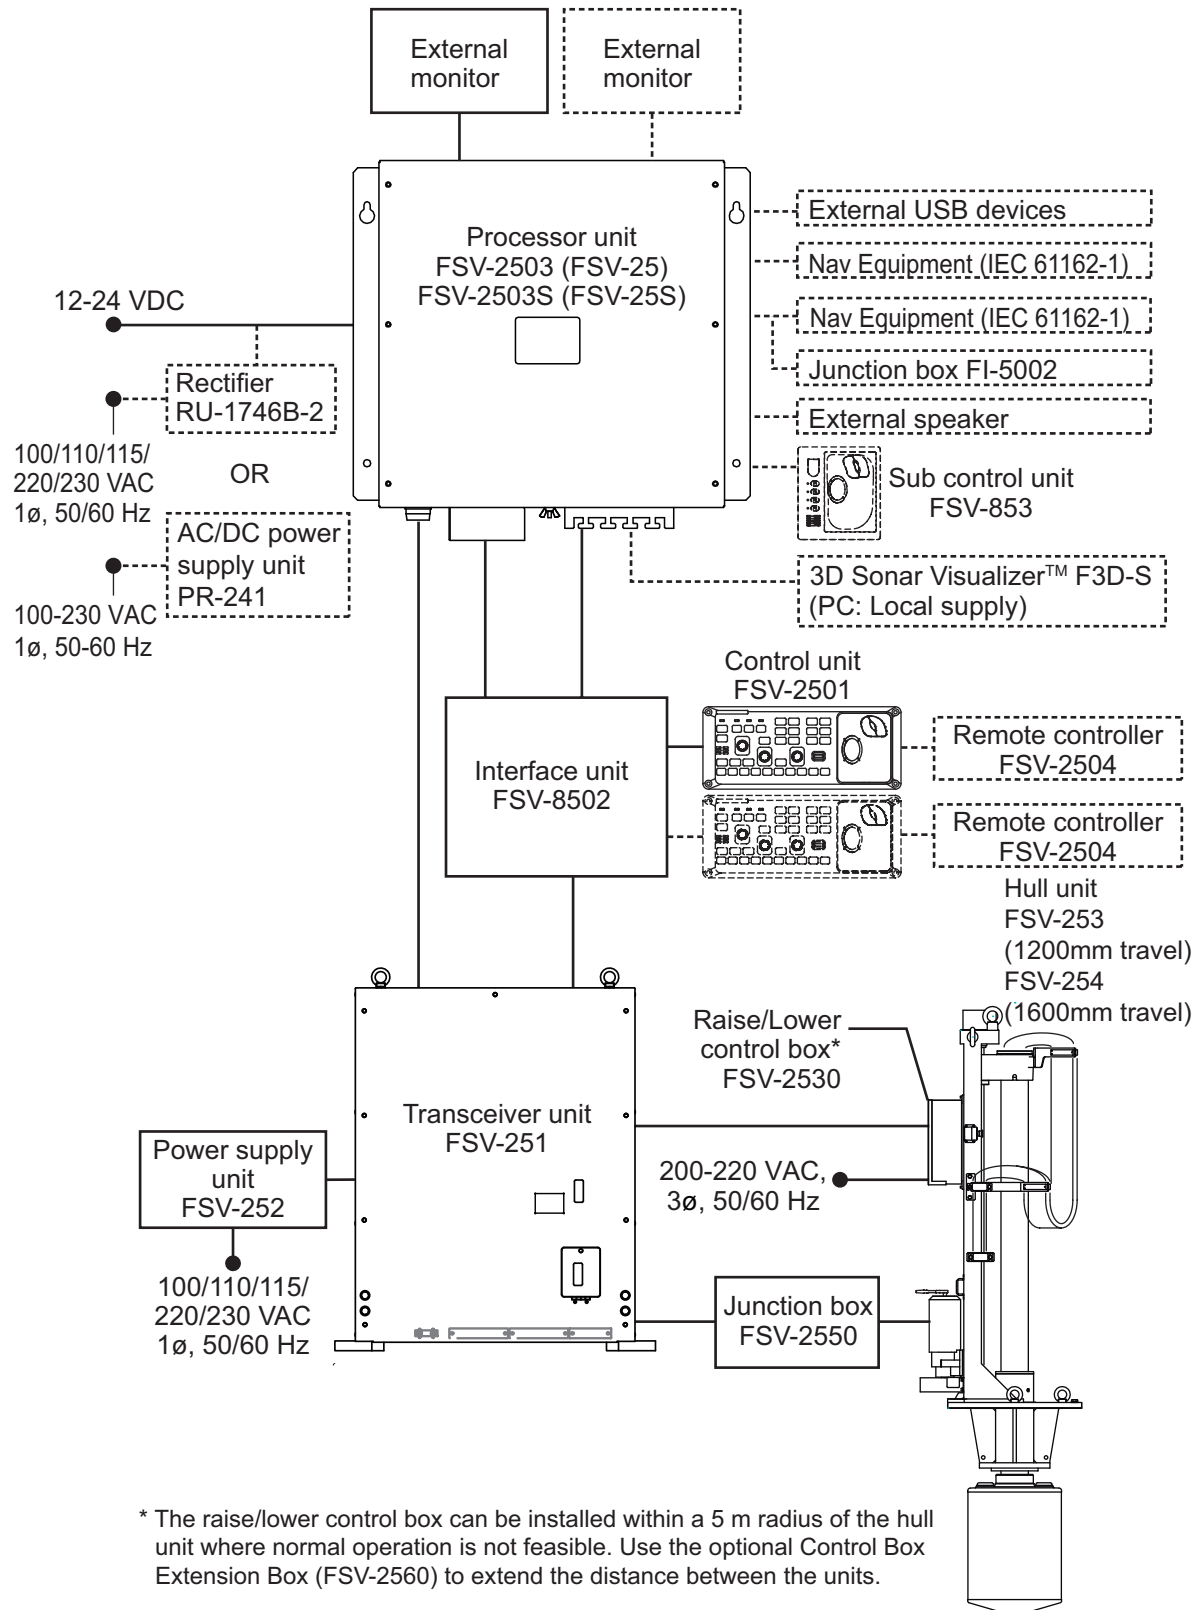 External
monitor
External
monitor
Processor unit
FSV-2503 (FSV-25)
FSV-2503S (FSV-25S)
External USB devices
Nav Equipment (IEC 61162-1)
Nav Equipment (IEC 61162-1)
Junction box FI-5002
External speaker
Sub control unit
FSV-853
3D Sonar Visualizer™ F3D-S
(PC: Local supply)
12-24 VDC
Rectifier
RU-1746B-2
100/110/115/
220/230 VAC
1ø, 50/60 Hz
OR
AC/DC power
supply unit
PR-241
100-230 VAC
1ø, 50-60 Hz
Control unit
FSV-2501
Interface unit
FSV-8502
Remote controller
FSV-2504
Remote controller
FSV-2504
Hull unit
FSV-253
(1200mm travel)
FSV-254
(1600mm travel)
Raise/Lower
control box*
FSV-2530
Transceiver unit
FSV-251
Power supply
unit
FSV-252
200-220 VAC,
3ø, 50/60 Hz
100/110/115/
220/230 VAC
1ø, 50/60 Hz
Junction box
FSV-2550
* The raise/lower control box can be installed within a 5 m radius of the hull
unit where normal operation is not feasible. Use the optional Control Box
Extension Box (FSV-2560) to extend the distance between the units.